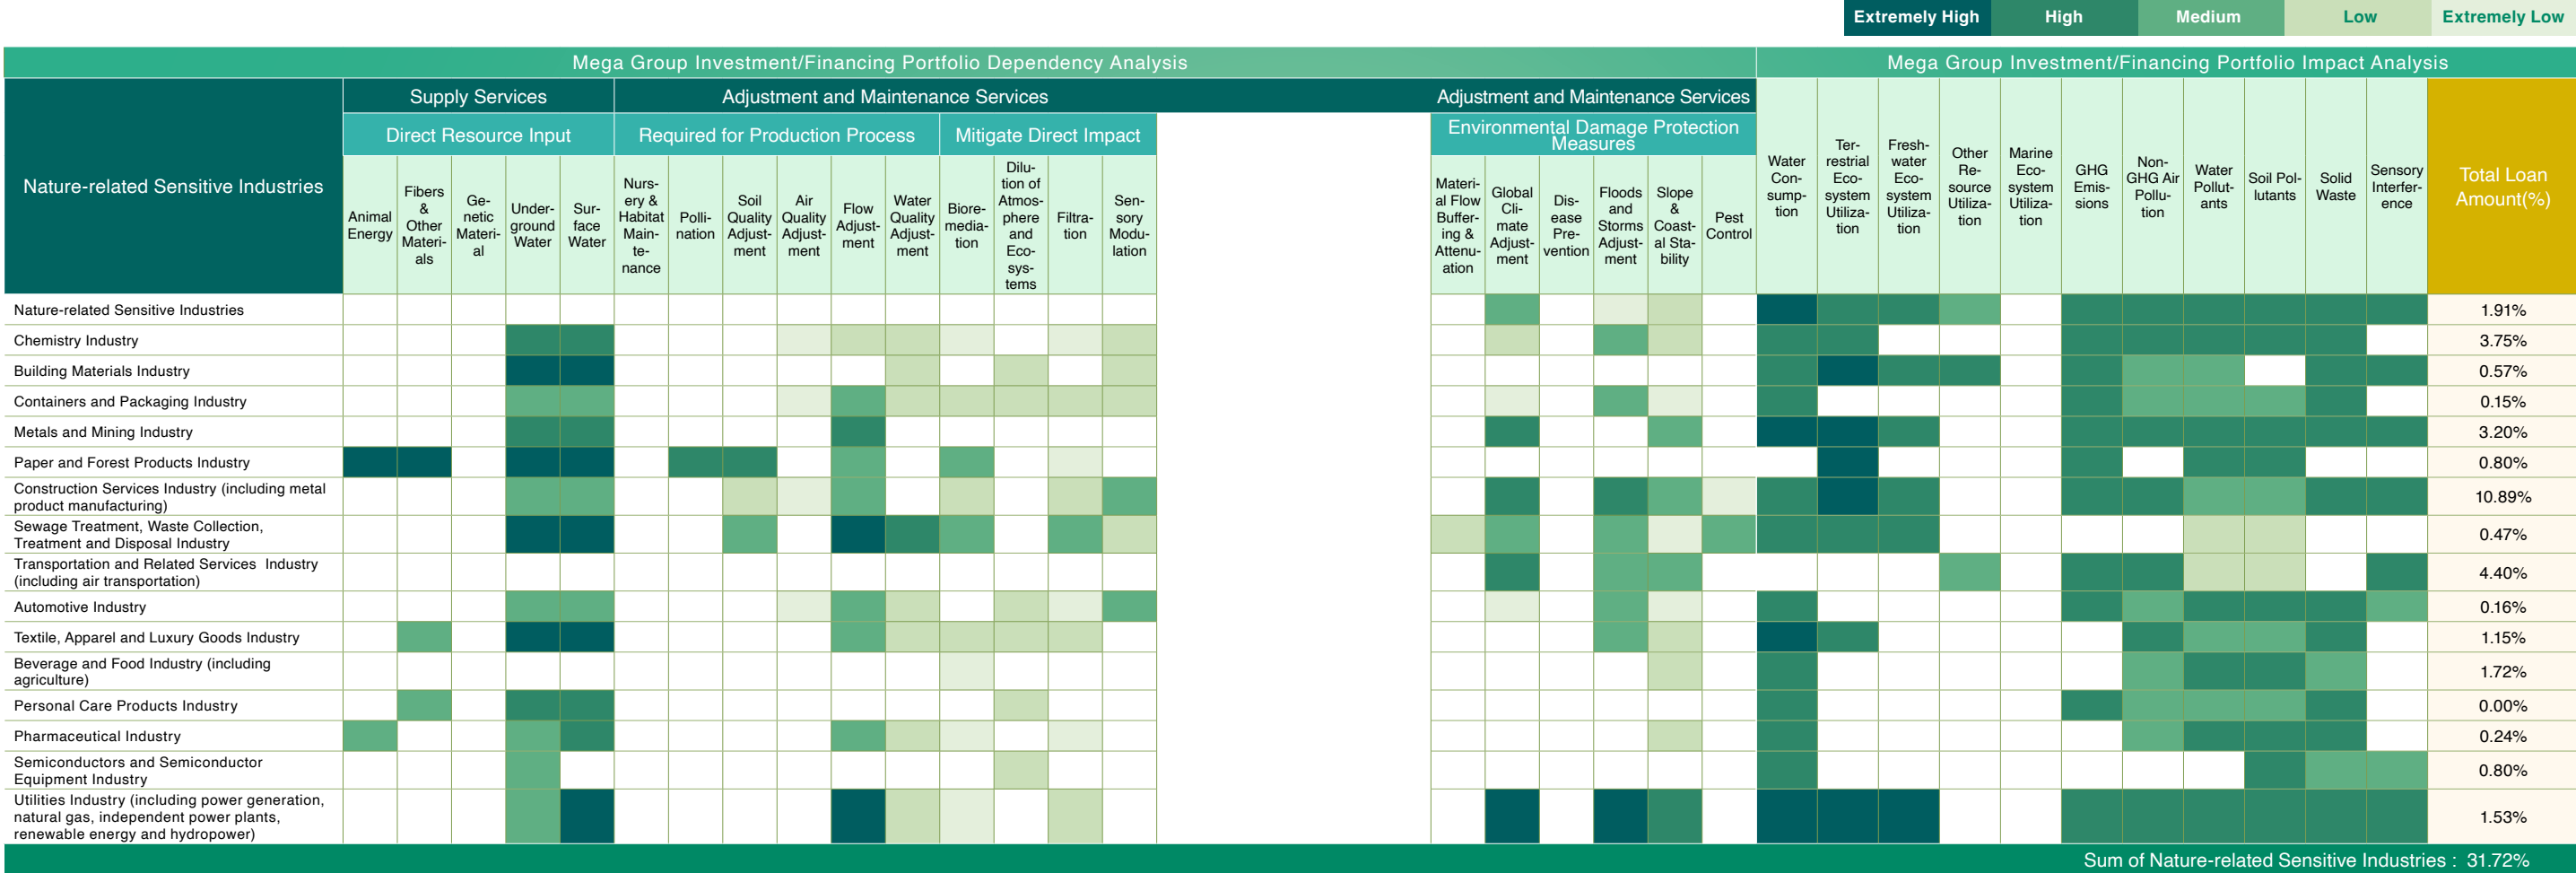 Extremely High
High
Medium
Low
Extremely Low
Mega Group Investment/Financing Portfolio Dependency Analysis
Mega Group Investment/Financing Portfolio Impact Analysis
Nature-related Sensitive Industries
Supply Services
Adjustment and Maintenance Services
Adjustment and Maintenance Services
Direct Resource Input
Required for Production Process
Mitigate Direct Impact
Environmental Damage Protection
Measures
Animal
Energy
Fibers
&
Other
Materi-
als
Ge-
netic
Materi-
al
Under-
ground
Water
Sur-
face
Water
Nurs-
ery &
Habitat
Main-
te-
nance
Polli-
nation
Soil
Quality
Adjust-
ment
Air
Quality
Adjust-
ment
Flow
Adjust-
ment
Water
Quality
Adjust-
ment
Biore-
media-
tion
Dilu-
tion of
Atmos-
phere
and
Eco-
sys-
tems
Filtra-
tion
Sen-
sory
Modu-
lation
Materi-
al Flow
Buffer-
ing &
Attenu-
ation
Global
Cli-
mate
Adjust-
ment
Dis-
ease
Pre-
vention
Floods
and
Storms
Adjust-
ment
Slope
&
Coast-
al Sta-
bility
Pest
Control
Water
Con-
sump-
tion
Ter-
restrial
Eco-
system
Utiliza-
tion
Fresh-
water
Eco-
system
Utiliza-
tion
Other
Re-
source
Utiliza-
tion
Marine
Eco-
system
Utiliza-
tion
GHG
Emis-
sions
Non-
GHG Air
Pollu-
tion
Water
Pollut-
ants
Soil Pol-
lutants
Solid
Waste
Sensory
Interfer-
ence
Total Loan
Amount(%)
Nature-related Sensitive Industries
1.91%
Chemistry Industry
3.75%
Building Materials Industry
0.57%
Containers and Packaging Industry
0.15%
Metals and Mining Industry
3.20%
Paper and Forest Products Industry
0.80%
Construction Services Industry (including metal
product manufacturing)
10.89%
Sewage Treatment, Waste Collection,
Treatment and Disposal Industry
0.47%
Transportation and Related Services Industry
(including air transportation)
4.40%
Automotive Industry
0.16%
Textile, Apparel and Luxury Goods Industry
1.15%
Beverage and Food Industry (including
agriculture)
1.72%
Personal Care Products Industry
0.00%
Pharmaceutical Industry
0.24%
Semiconductors and Semiconductor
Equipment Industry
0.80%
Utilities Industry (including power generation,
natural gas, independent power plants,
renewable energy and hydropower)
1.53%
Sum of Nature-related Sensitive Industries : 31.72%